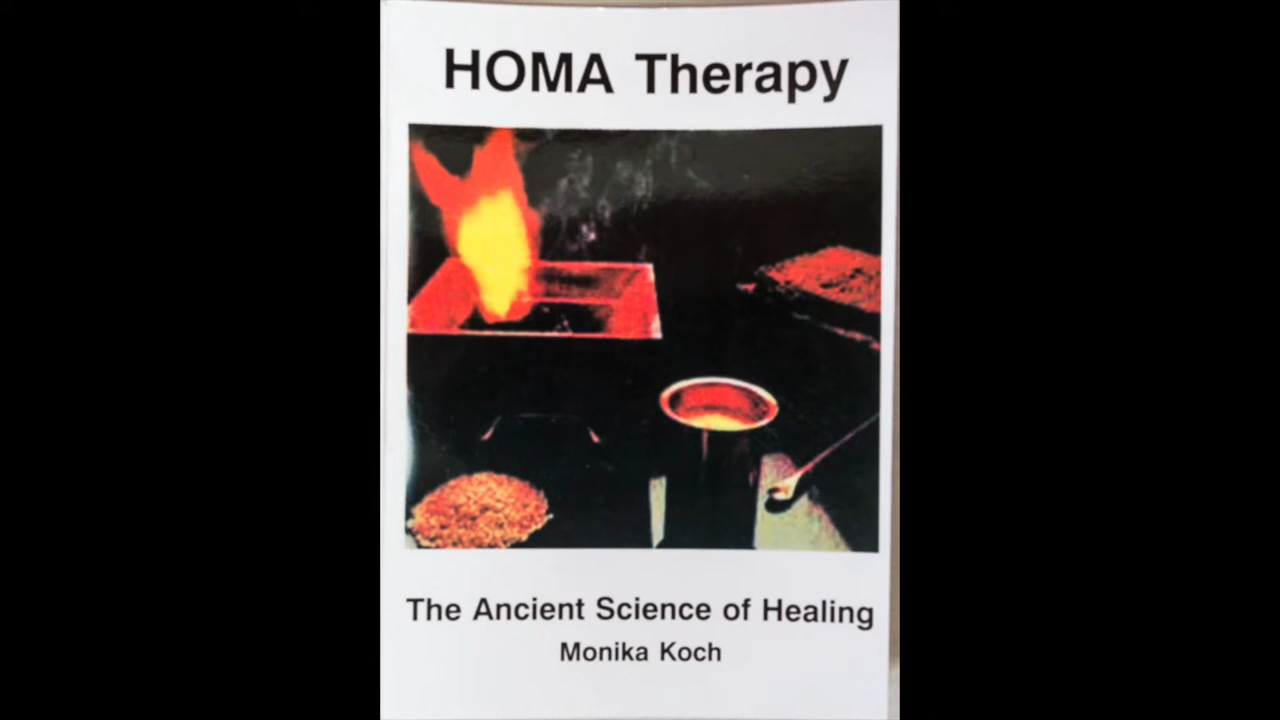 HOMA Therapy
The Ancient Science of Healing
Monika Koch